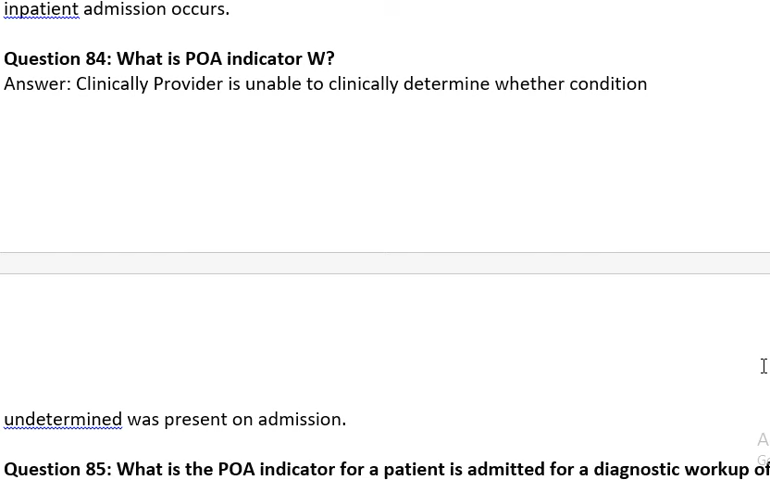 inpatient admission occurs.
Question 84: What is POA indicator W?
Answer: Clinically Provider is unable to clinically determine whether condition
undetermined was present on admission.
Question 85: What is the POA indicator for a patient is admitted for a diagnostic workup of